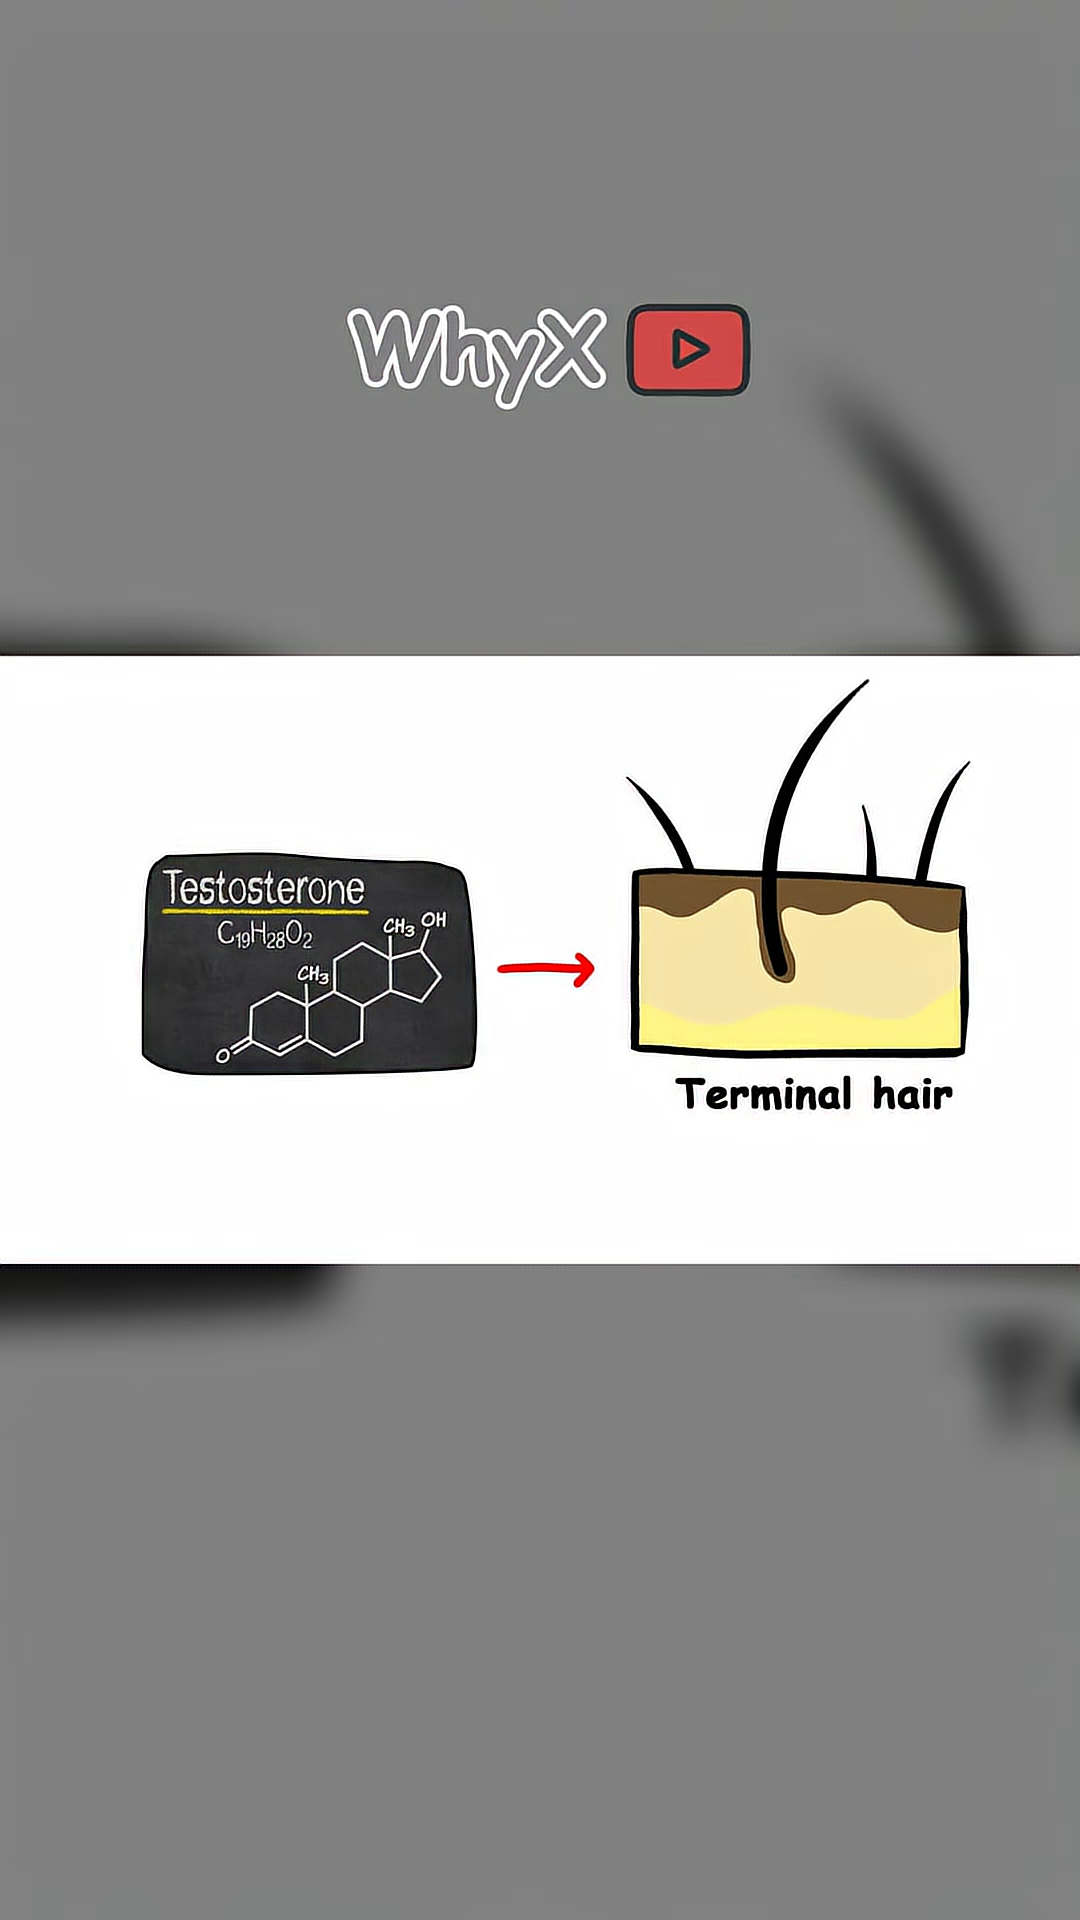 WhyX
Testosterone
C₁₉H₂₈O₂
CH₃ OH
CH₃
O
Terminal hair